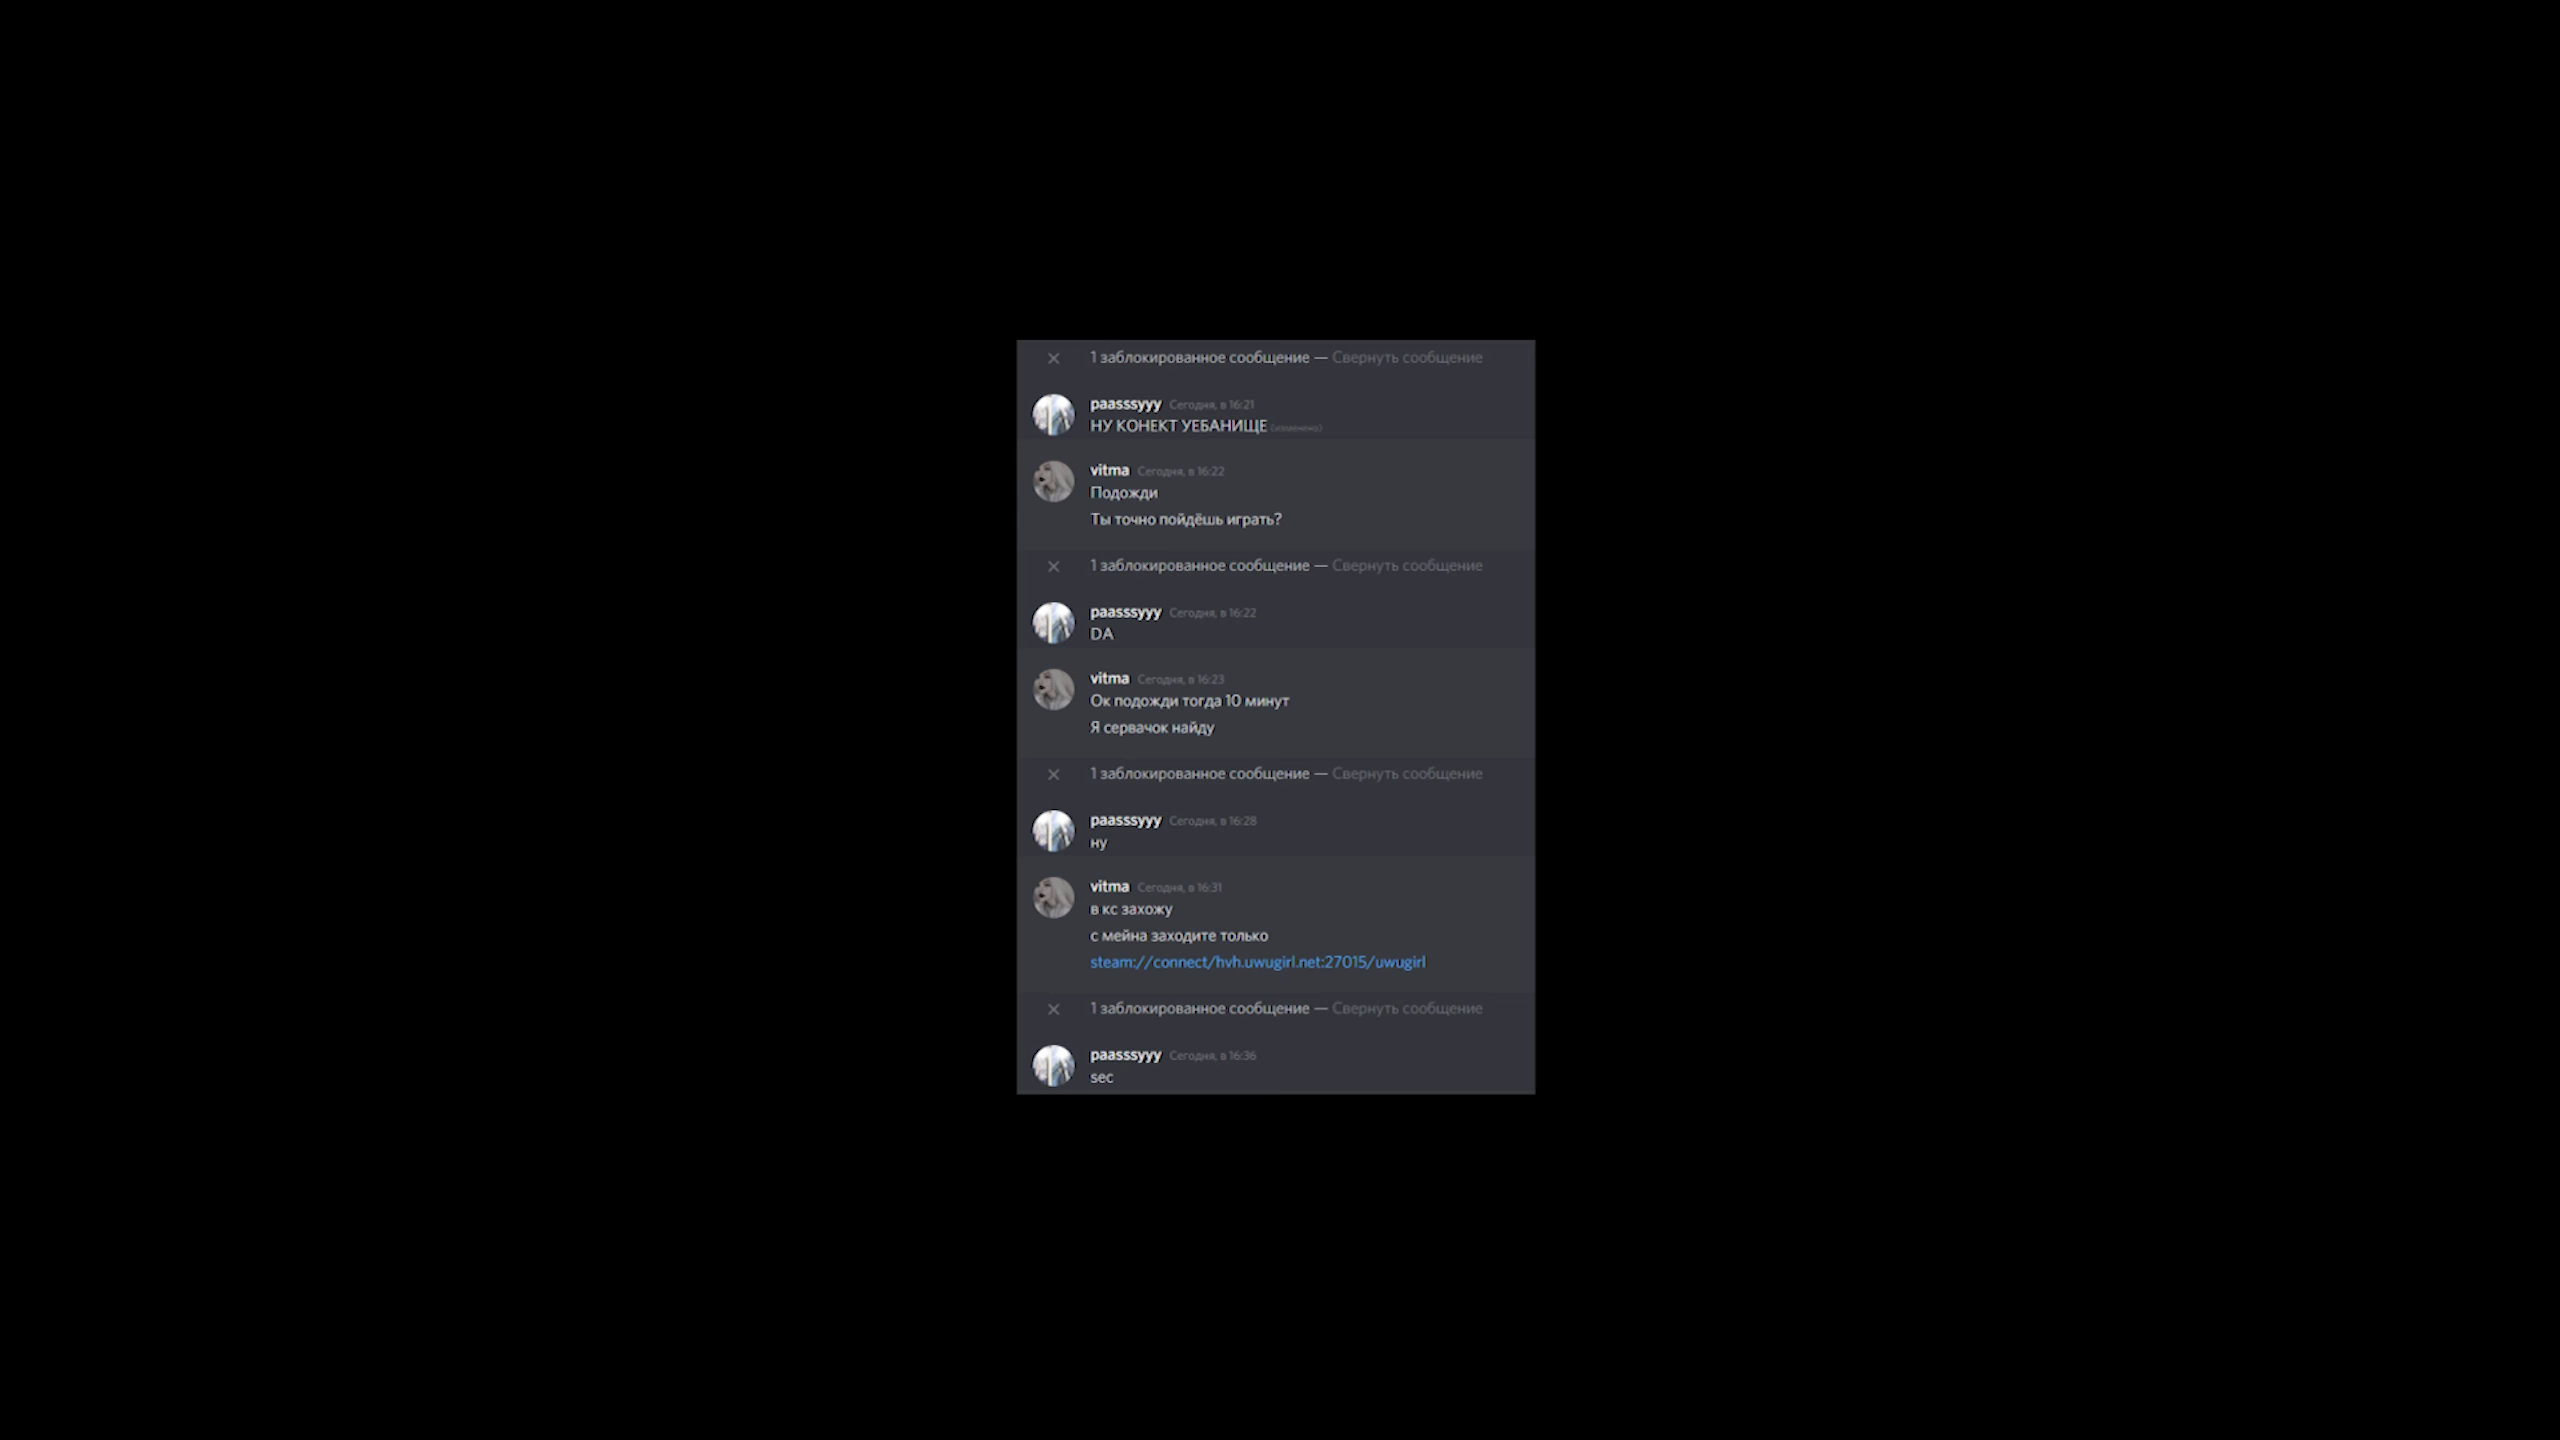 1 заблокированное сообщение — Свернуть сообщение
paasssyyy Сегодня, в 16:21
НУ КОНЕКТ УЕБАНИЩЕ (изменено)
vitma Сегодня, в 16:22
Подожди
Ты точно пойдёшь играть?
1 заблокированное сообщение — Свернуть сообщение
paasssyyy Сегодня, в 16:22
DA
vitma Сегодня, в 16:23
Ок подожди тогда 10 минут
Я сервачок найду
1 заблокированное сообщение — Свернуть сообщение
paasssyyy Сегодня, в 16:28
ну
vitma Сегодня, в 16:31
в кс захожу
с мейна заходите только
steam://connect/hvh.uwugirl.net:27015/uwugirl
1 заблокированное сообщение — Свернуть сообщение
paasssyyy Сегодня, в 16:36
sec